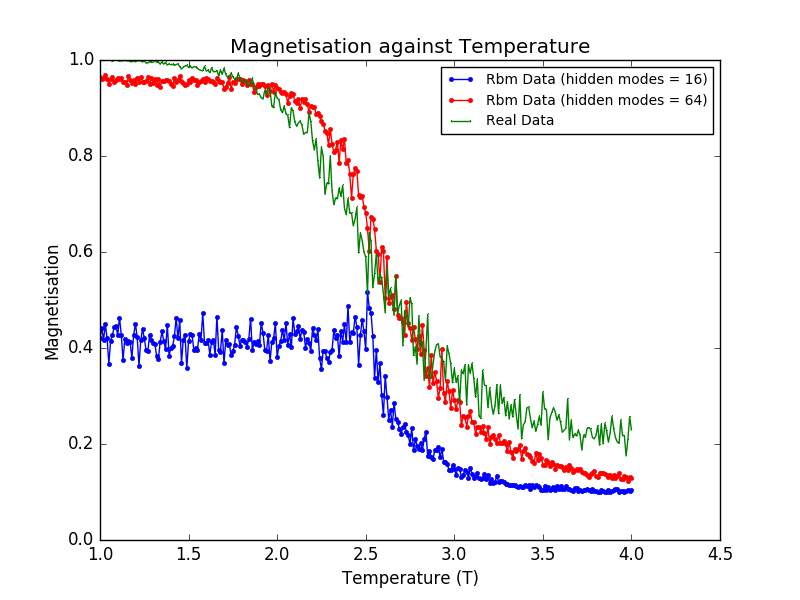 Magnetisation against Temperature
Rbm Data (hidden modes = 16)
Rbm Data (hidden modes = 64)
Real Data
Magnetisation
1.0
0.8
0.6
0.4
0.2
0.0
1.0 1.5 2.0 2.5 3.0 3.5 4.0 4.5
Temperature (T)